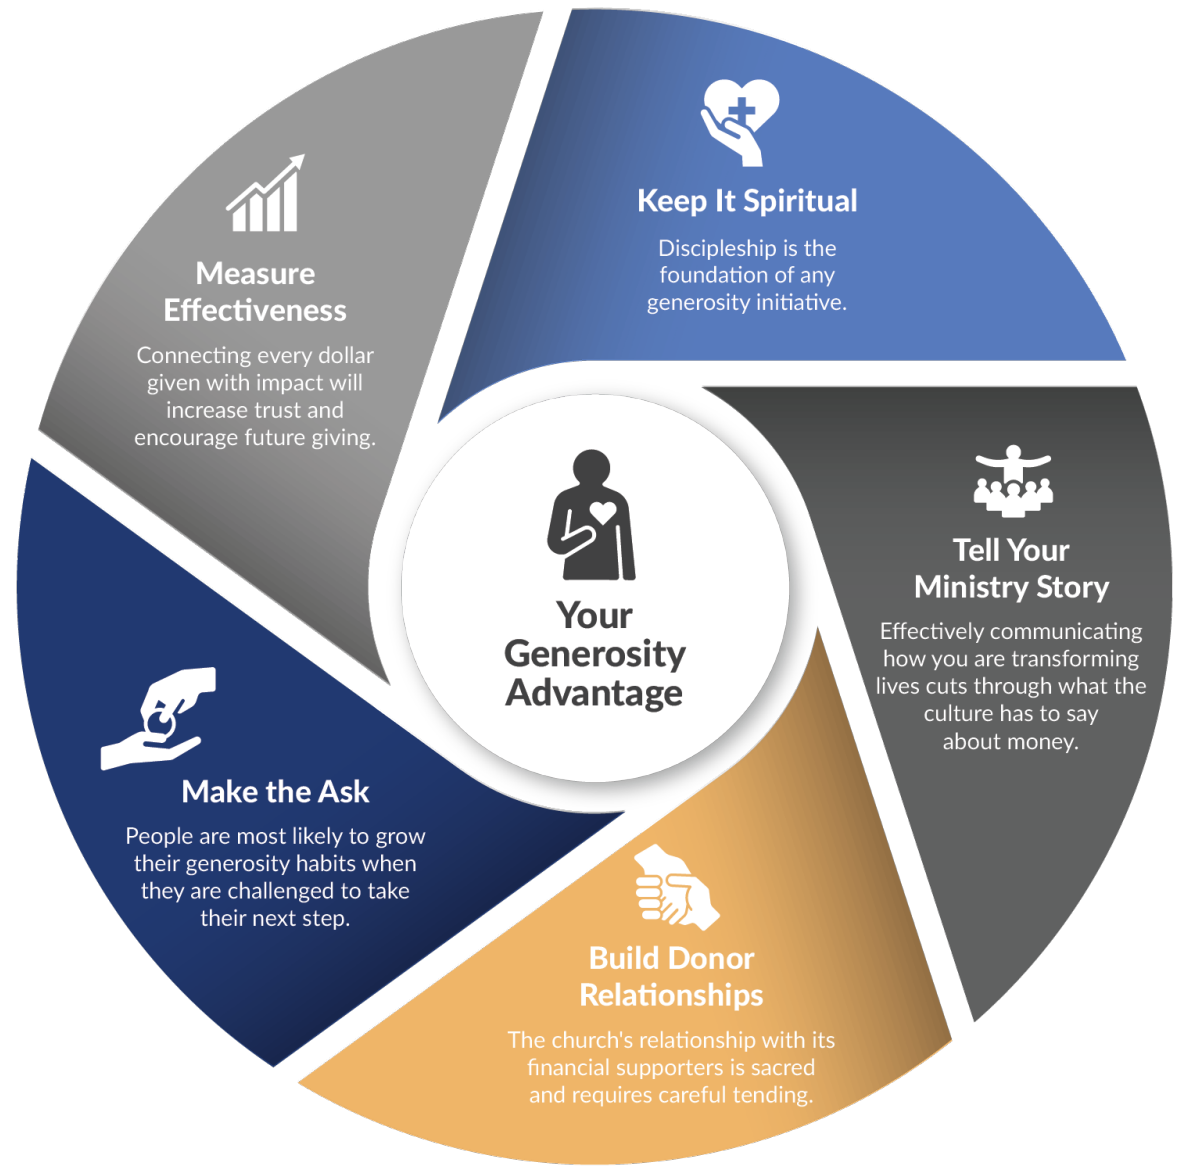 Keep It Spiritual
Discipleship is the
foundation of any
generosity initiative.
Tell Your
Ministry Story
Effectively communicating
how you are transforming
lives cuts through what the
culture has to say
about money.
Build Donor
Relationships
The church's relationship with its
financial supporters is sacred
and requires careful tending.
Make the Ask
People are most likely to grow
their generosity habits when
they are challenged to take
their next step.
Measure
Effectiveness
Connecting every dollar
given with impact will
increase trust and
encourage future giving.
Your
Generosity
Advantage